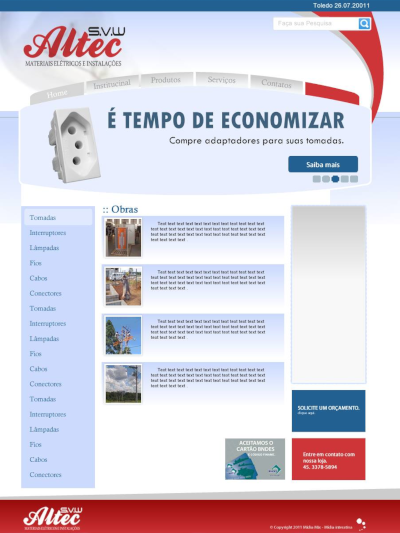 Toledo 26.07.20011
Faça sua Pesquisa
S.V.W
Altec
MATERIAIS ELÉTRICOS E INSTALAÇÕES
Home
Institucinal
Produtos
Serviços
Contatos
É TEMPO DE ECONOMIZAR
Compre adaptadores para suas tomadas.
Saiba mais
Tomadas
Interruptores
Lâmpadas
Fios
Cabos
Conectores
Tomadas
Interruptores
Lâmpadas
Fios
Cabos
Conectores
Tomadas
Interruptores
Lâmpadas
Fios
Cabos
Conectores
:: Obras
Text text text text text text text text text text text
text text text text text text text text text text text text
text text text text text text text text text text text text
text text text text
Text text text text text text text text text text text
text text text text text text text text text text text text
text text text text text text text text text text text text
text text text text
Text text text text text text text text text text text
text text text text text text text text text text text text
text text text text text text text text text text text text
text text text text
Text text text text text text text text text text text
text text text text text text text text text text text text
text text text text text text text text text text text text
text text text text
SOLICITE UM ORÇAMENTO.
ACEITAMOS O
CARTÃO BNDES
Entre em contato com
nossa loja.
45. 3378-5894
S.V.W
Altec
MATERIAIS ELÉTRICOS E INSTALAÇÕES
© Copyright 2011 Mídia Mix - Mídia Interativa